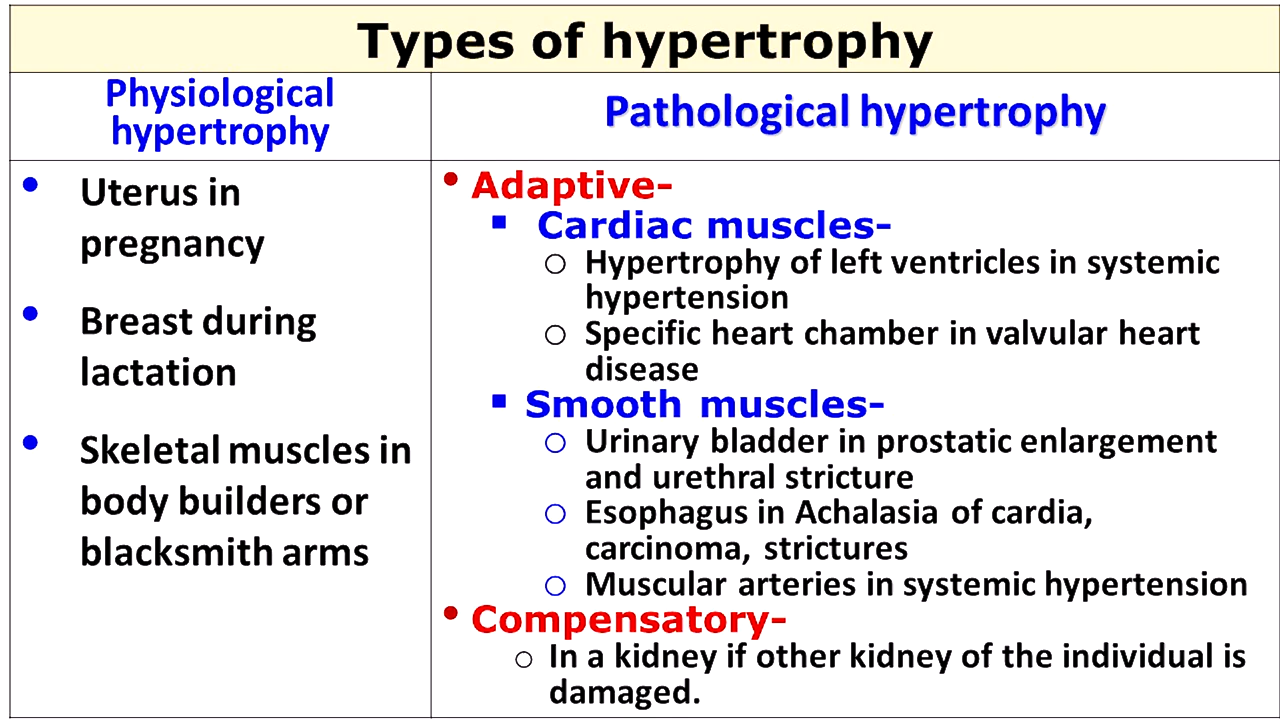 Types of hypertrophy
Physiological
hypertrophy
• Uterus in
pregnancy
• Breast during
lactation
• Skeletal muscles in
body builders or
blacksmith arms
Pathological hypertrophy
• Adaptive-
▪ Cardiac muscles-
○ Hypertrophy of left ventricles in systemic
hypertension
○ Specific heart chamber in valvular heart
disease
▪ Smooth muscles-
○ Urinary bladder in prostatic enlargement
and urethral stricture
○ Esophagus in Achalasia of cardia,
carcinoma, strictures
○ Muscular arteries in systemic hypertension
• Compensatory-
○ In a kidney if other kidney of the individual is
damaged.